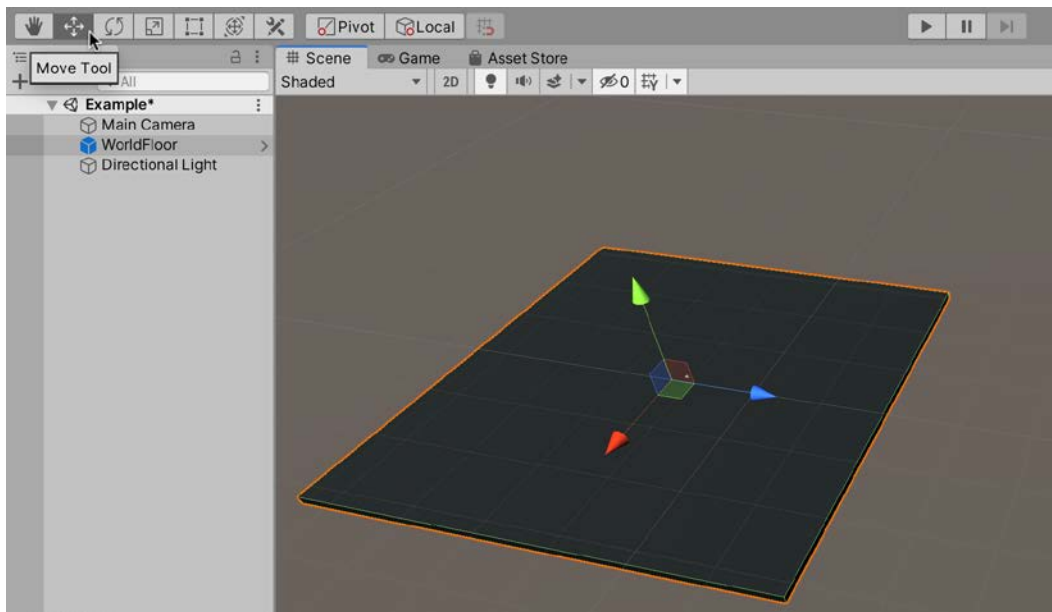 Pivot Local
Move Tool
All
# Scene Game Asset Store
Shaded 2D 0
Example*
Main Camera
WorldFloor
Directional Light